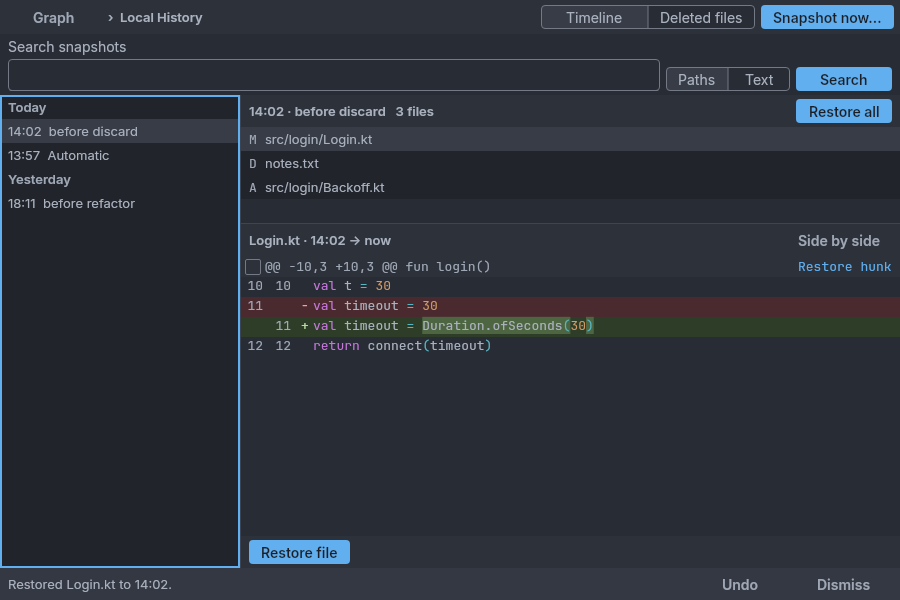 Graph › Local History Timeline Deleted files Snapshot now...
Search snapshots
Paths Text Search
Today
14:02 before discard
13:57 Automatic
Yesterday
18:11 before refactor
14:02 · before discard 3 files Restore all
M src/login/Login.kt
D notes.txt
A src/login/Backoff.kt
Login.kt · 14:02 → now Side by side
@@ -10,3 +10,3 @@ fun login() Restore hunk
10 10 val t = 30
11 - val timeout = 30
11 + val timeout = Duration.ofSeconds(30)
12 12 return connect(timeout)
Restore file
Restored Login.kt to 14:02. Undo Dismiss